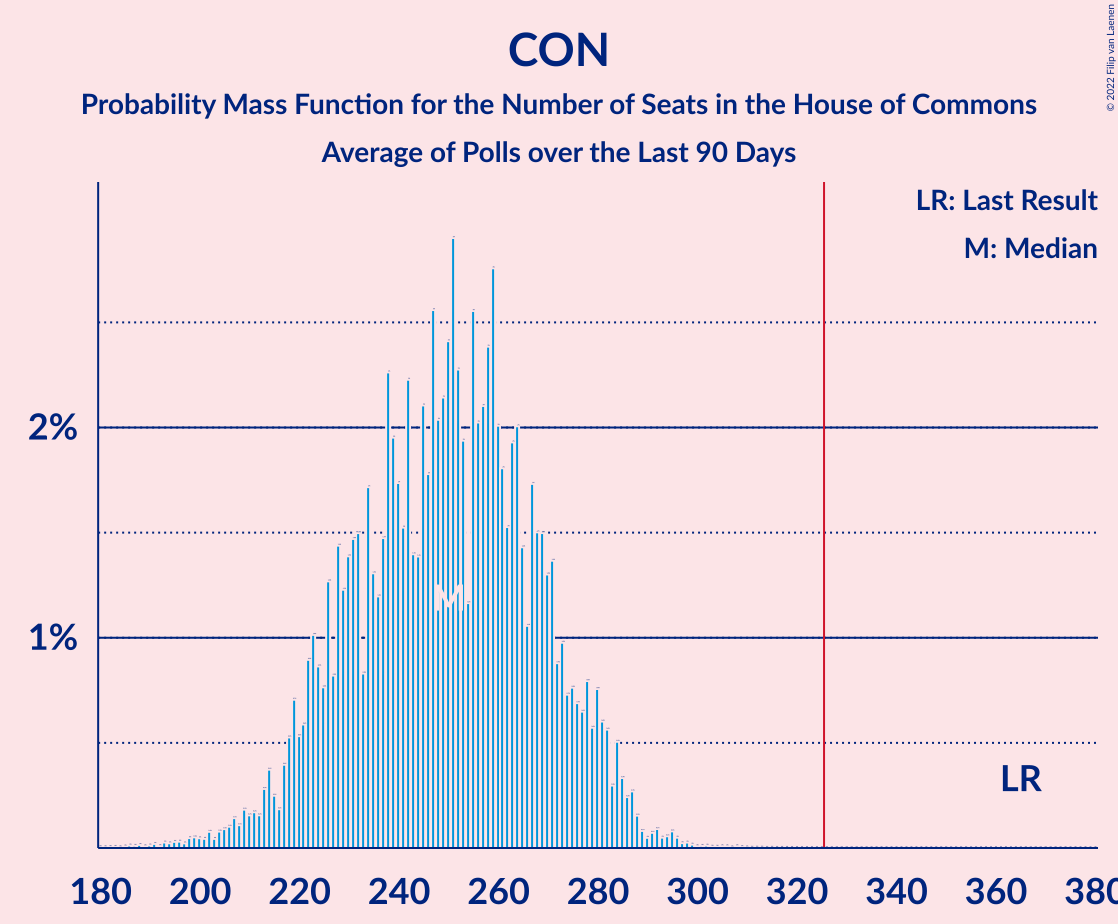 CON
Probability Mass Function for the Number of Seats in the House of Commons
Average of Polls over the Last 90 Days
© 2022 Filip van Laenen
LR: Last Result
M: Median
2%
1%
M
LR
180 200 220 240 260 280 300 320 340 360 380